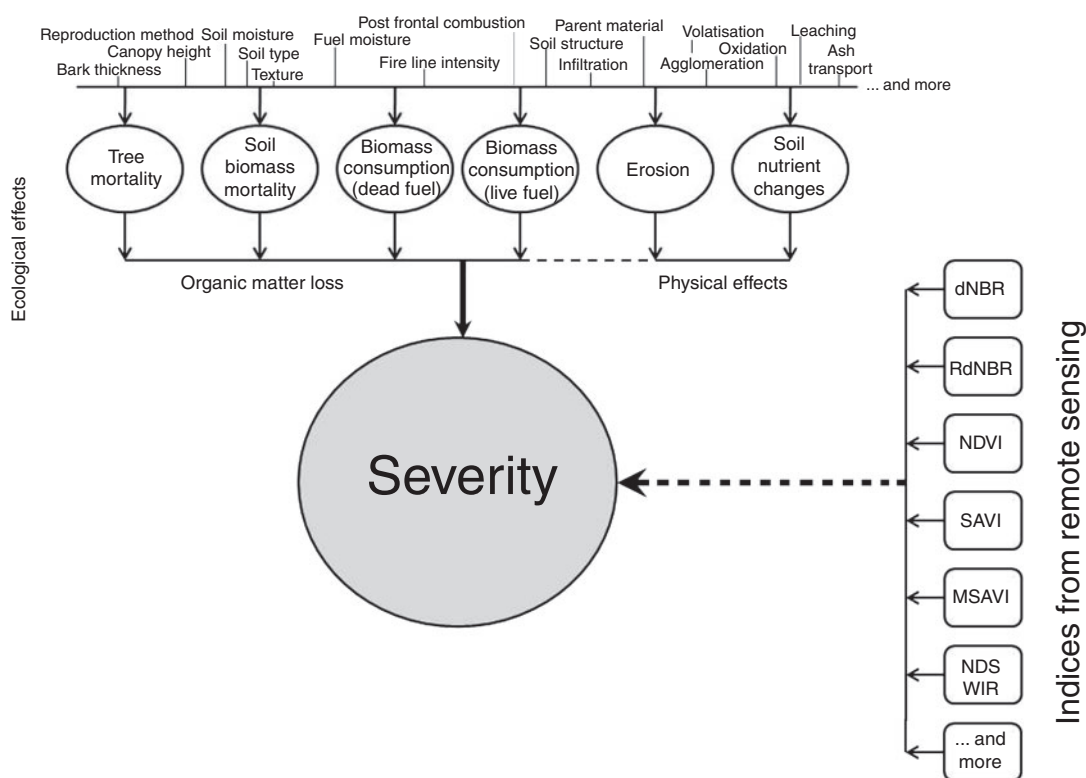 Post frontal combustion
Reproduction method
Soil moisture
Parent material
Volatisation
Leaching
Canopy height
Fuel moisture
Soil structure
Oxidation
Ash
transport
Bark thickness
Soil type
Texture
Fire line intensity
Infiltration
Agglomeration
... and more
Tree
mortality
Soil
biomass
mortality
Biomass
consumption
(dead fuel)
Biomass
consumption
(live fuel)
Erosion
Soil
nutrient
changes
Ecological effects
Organic matter loss
Physical effects
Severity
dNBR
RdNBR
NDVI
SAVI
MSAVI
NDS
WIR
... and
more
Indices from remote sensing